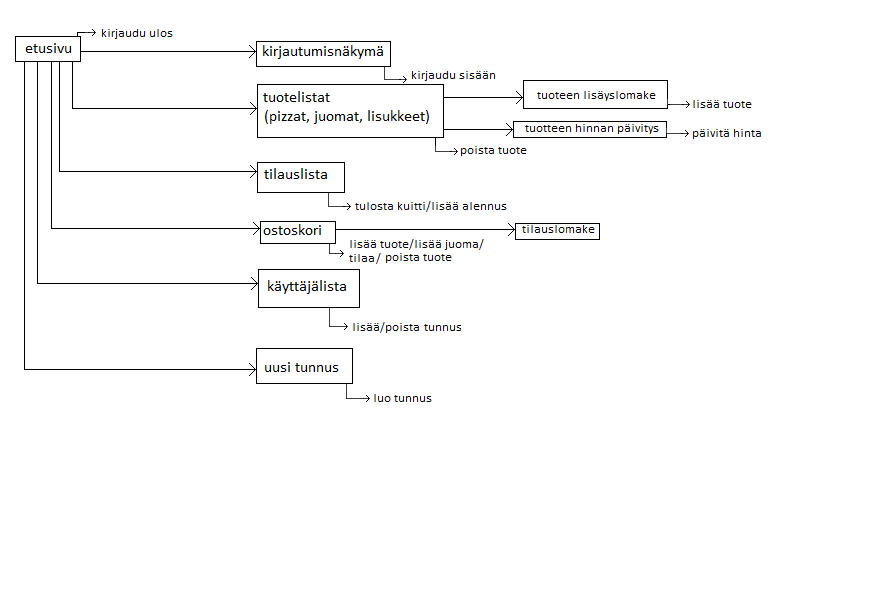 kirjaudu ulos
etusivu
kirjautumisnäkymä
kirjaudu sisään
tuotelistat
(pizzat, juomat, lisukkeet)
tuoteen lisäyslomake
lisää tuote
tuotteen hinnan päivitys
päivitä hinta
poista tuote
tilauslista
tulosta kuitti/lisää alennus
ostoskori
tilauslomake
lisää tuote/lisää juoma/
tilaa/ poista tuote
käyttäjälista
lisää/poista tunnus
uusi tunnus
luo tunnus